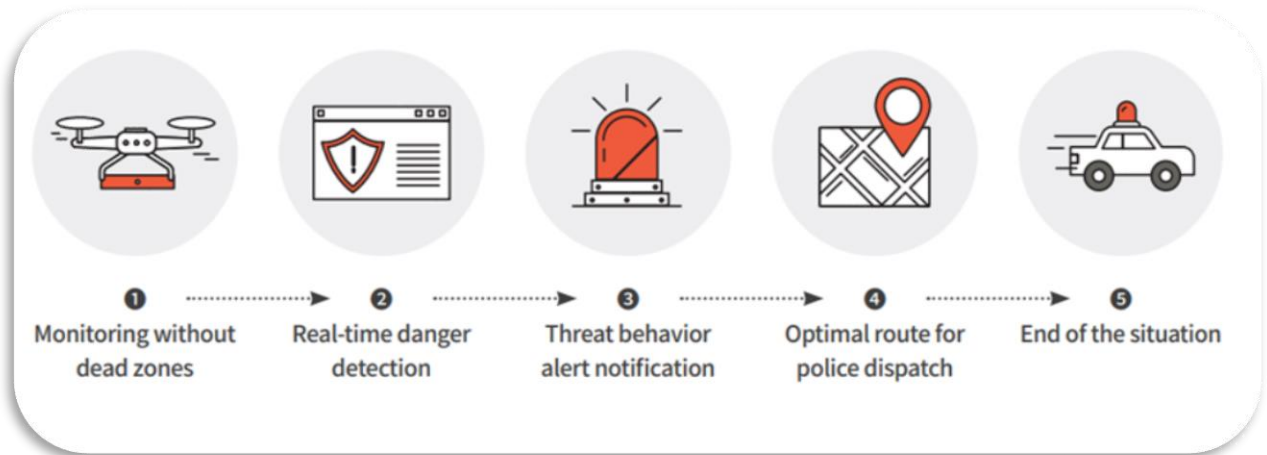 ❶
Monitoring without
dead zones
❷
Real-time danger
detection
❸
Threat behavior
alert notification
❹
Optimal route for
police dispatch
❺
End of the situation